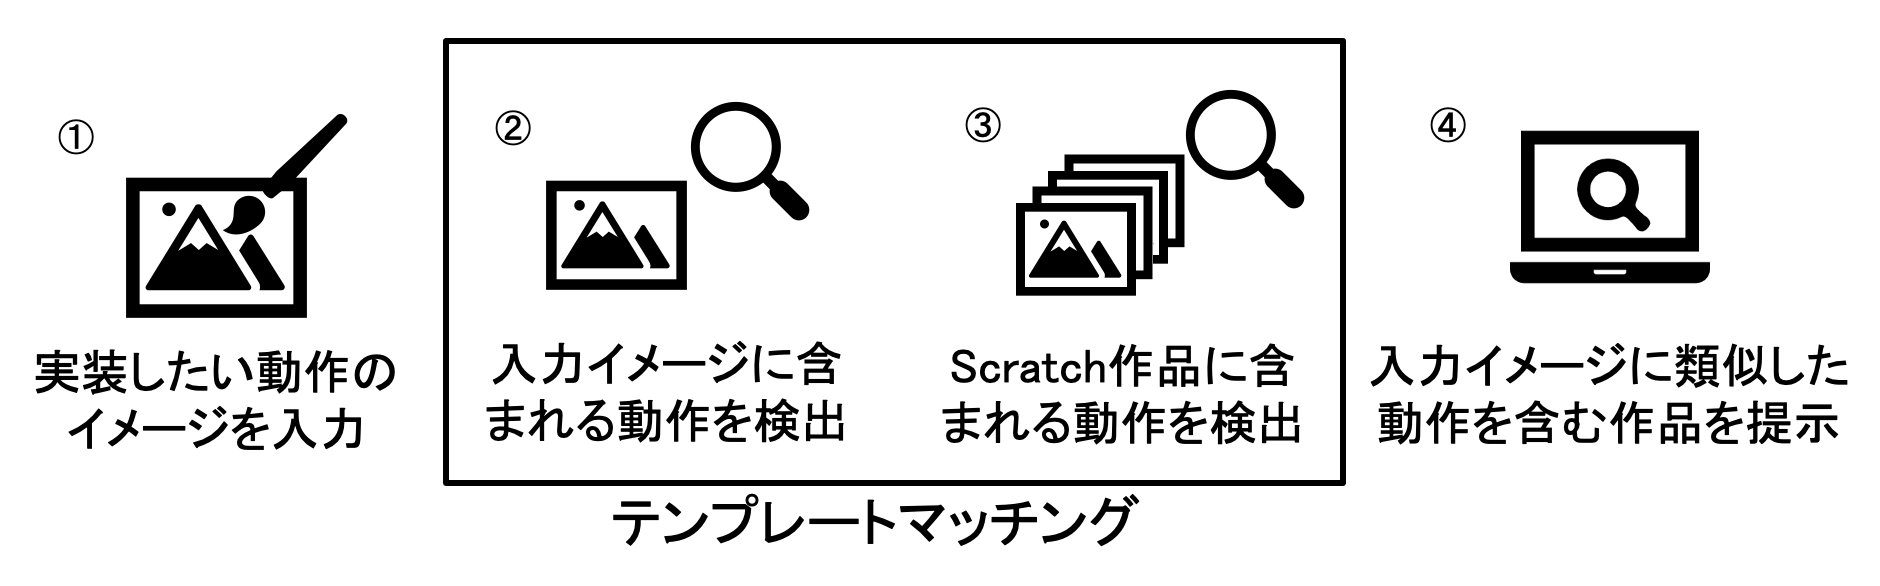 ①
実装したい動作の
イメージを入力
②
入力イメージに含
まれる動作を検出
③
Scratch作品に含
まれる動作を検出
④
入力イメージに類似した
動作を含む作品を提示
テンプレートマッチング